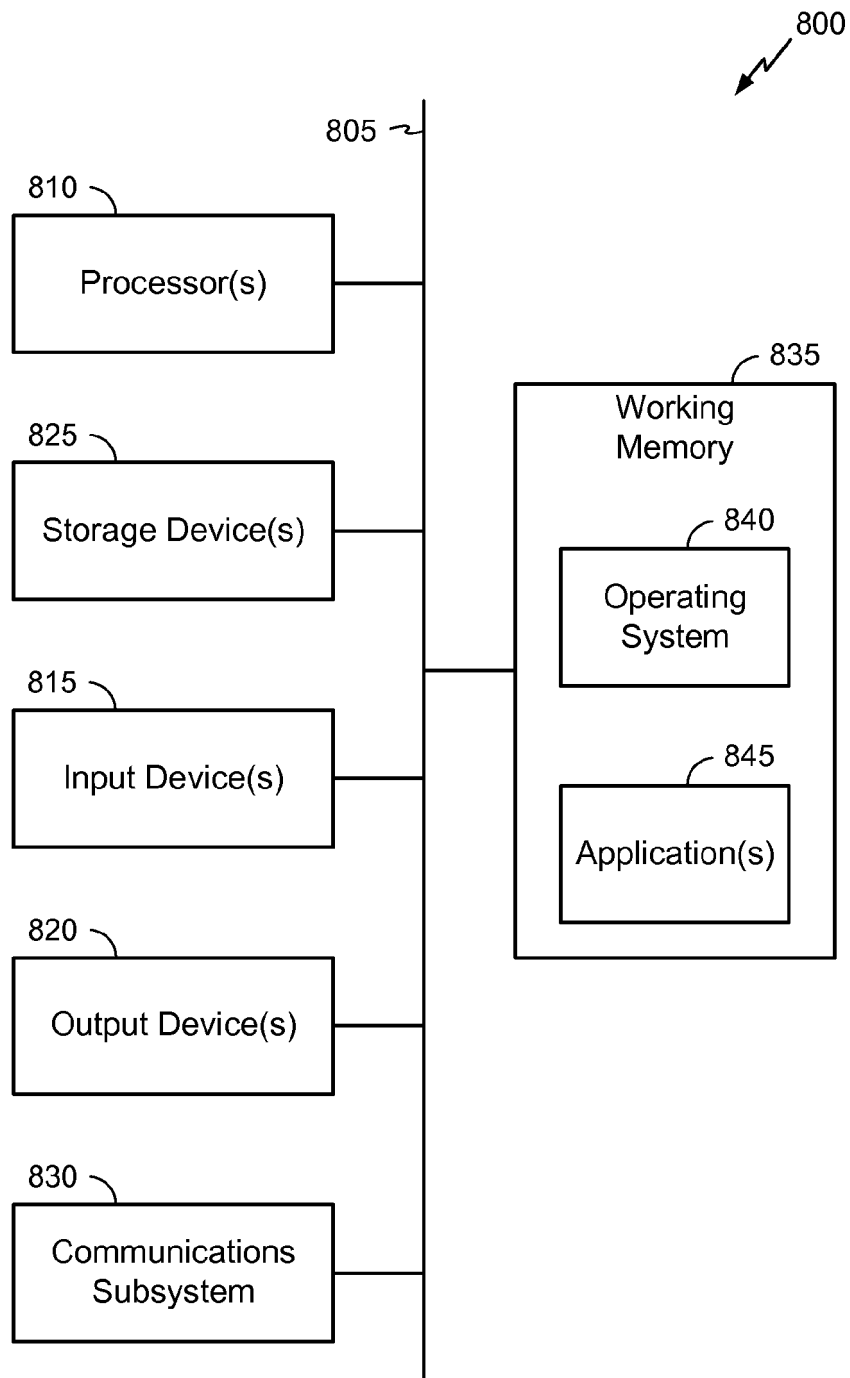 800
805
810
Processor(s)
825
Storage Device(s)
815
Input Device(s)
820
Output Device(s)
830
Communications
Subsystem
835
Working
Memory
840
Operating
System
845
Application(s)